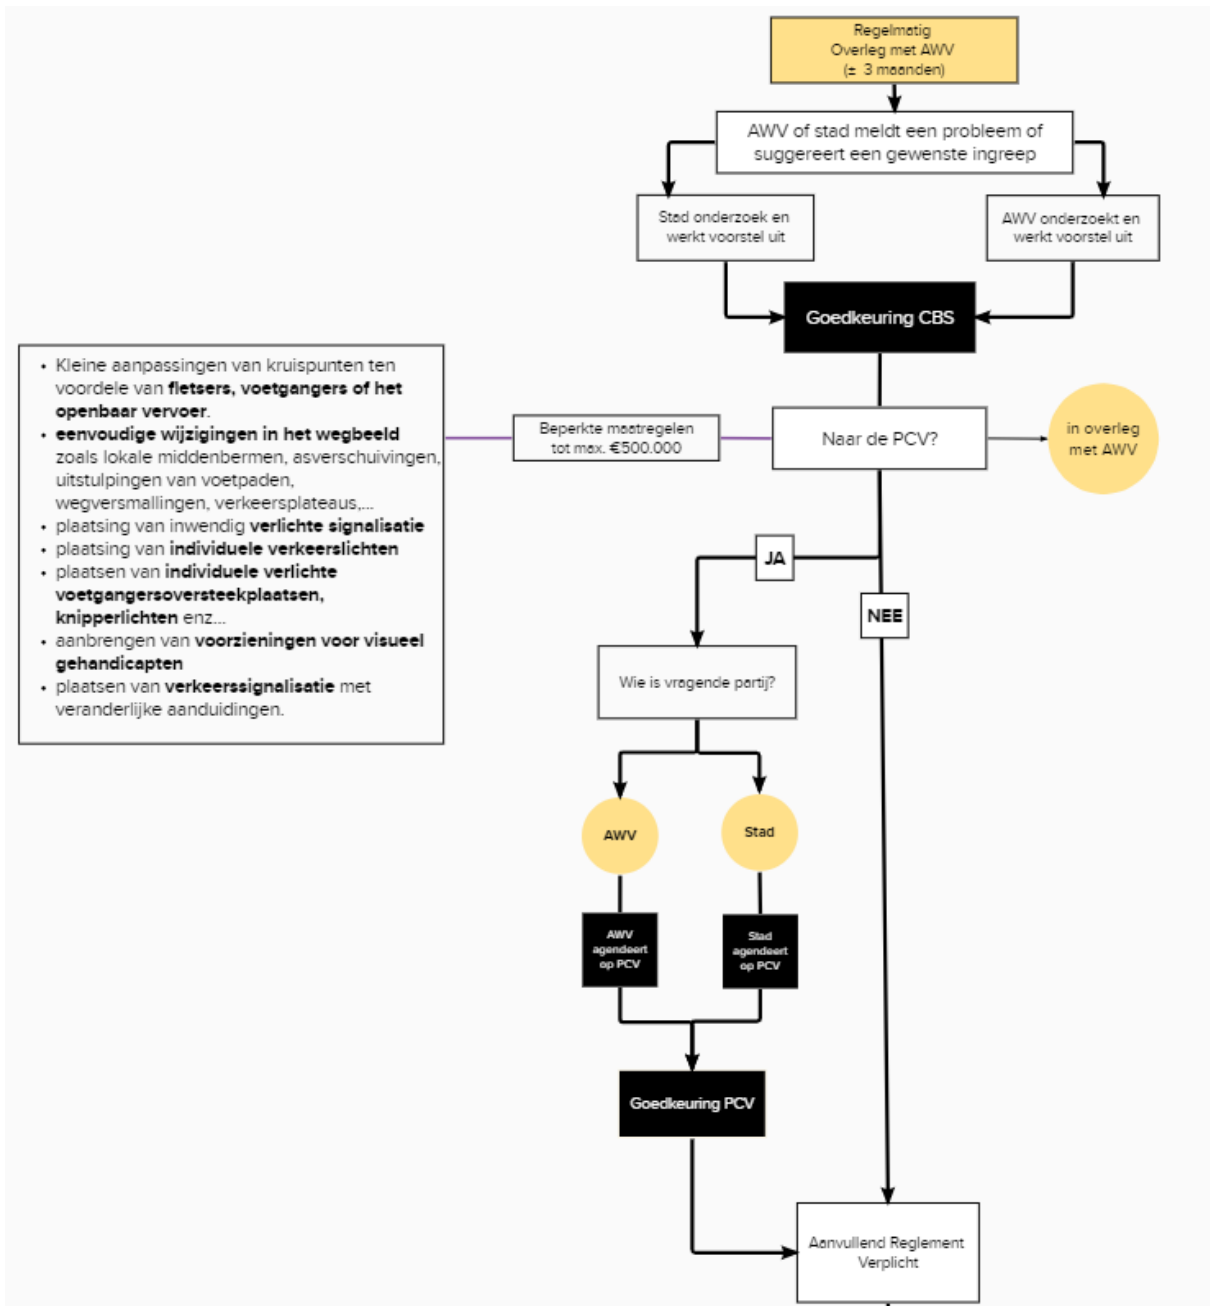 Regelmatig
Overleg met AWV
(± 3 maanden)
AWV of stad meldt een probleem of
suggereert een gewenste ingreep
Stad onderzoek en
werkt voorstel uit
AWV onderzoekt en
werkt voorstel uit
Goedkeuring CBS
• Kleine aanpassingen van kruispunten ten
voordele van fietsers, voetgangers of het
openbaar vervoer.
• eenvoudige wijzigingen in het wegbeeld
zoals lokale middenbermen, asverschuivingen,
uitstulpingen van voetpaden,
wegversmallingen, verkeersplateaus,...
• plaatsing van inwendig verlichte signalisatie
• plaatsing van individuele verkeerslichten
• plaatsen van individuele verlichte
voetgangersoversteekplaatsen,
knipperlichten enz...
• aanbrengen van voorzieningen voor visueel
gehandicapten
• plaatsen van verkeerssignalisatie met
veranderlijke aanduidingen.
Beperkte maatregelen
tot max. €500.000
Naar de PCV?
in overleg
met AWV
JA
NEE
Wie is vragende partij?
AWV
Stad
AWV
agendeert
op PCV
Stad
agendeert
op PCV
Goedkeuring PCV
Aanvullend Reglement
Verplicht